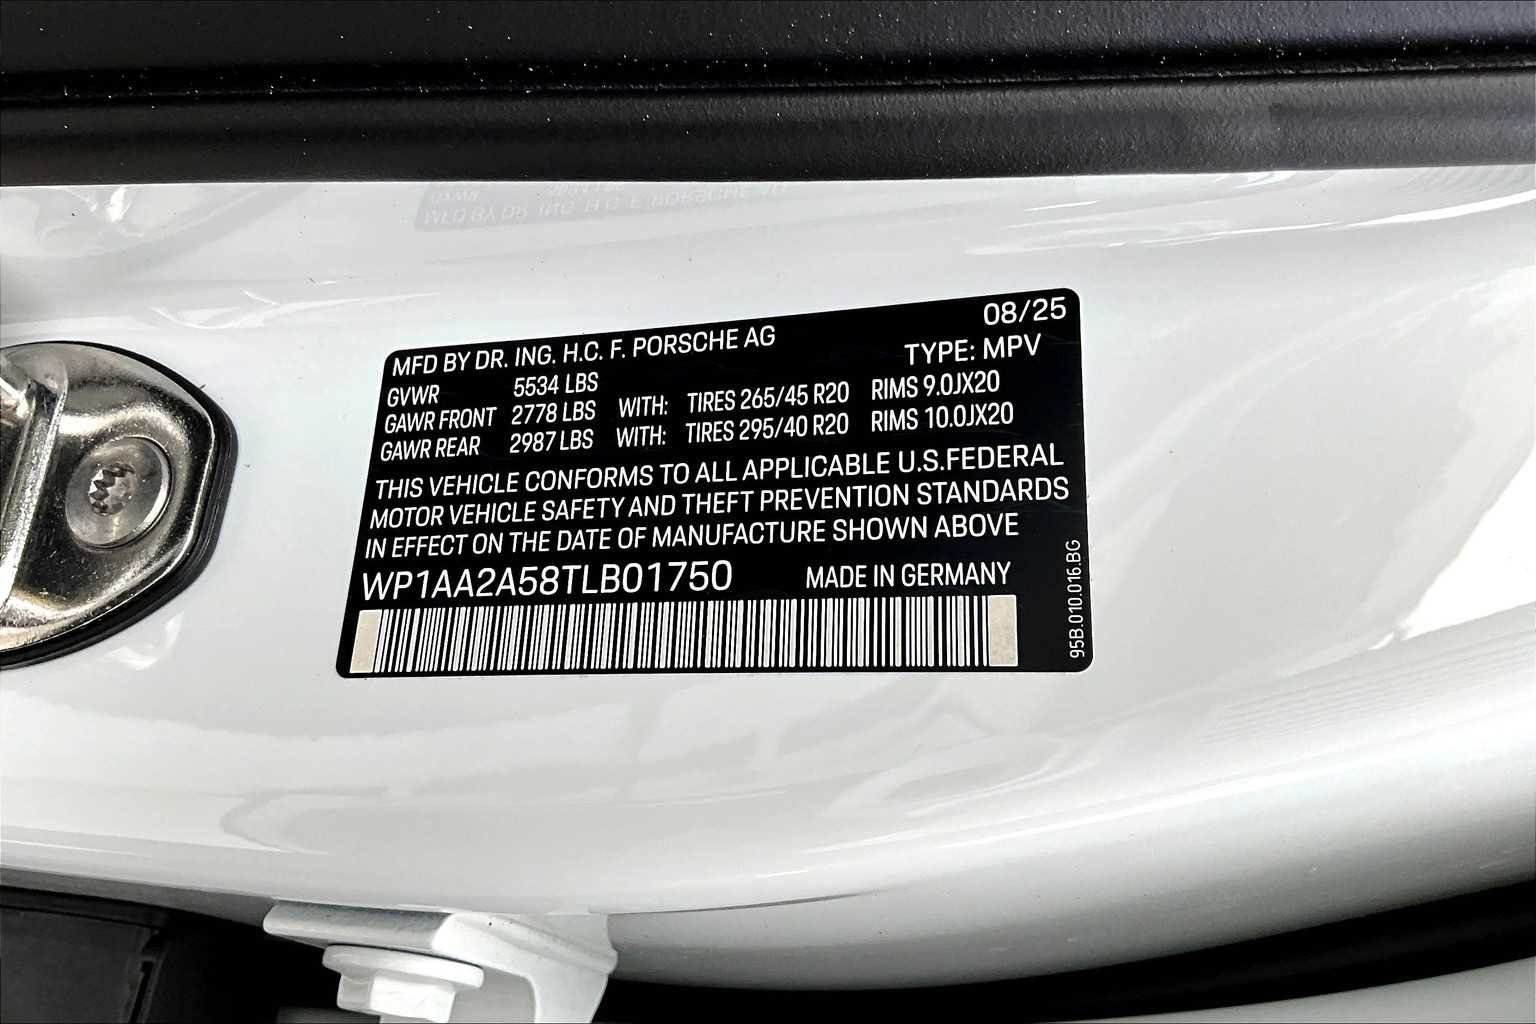 08/25
MFD BY DR. ING. H.C. F. PORSCHE AG
TYPE: MPV
GVWR 5534 LBS
GAWR FRONT 2778 LBS WITH: TIRES 265/45 R20 RIMS 9.0JX20
GAWR REAR 2987 LBS WITH: TIRES 295/40 R20 RIMS 10.0JX20
THIS VEHICLE CONFORMS TO ALL APPLICABLE U.S.FEDERAL
MOTOR VEHICLE SAFETY AND THEFT PREVENTION STANDARDS
IN EFFECT ON THE DATE OF MANUFACTURE SHOWN ABOVE
WP1AA2A58TLB01750 MADE IN GERMANY
95B.010.016.BG